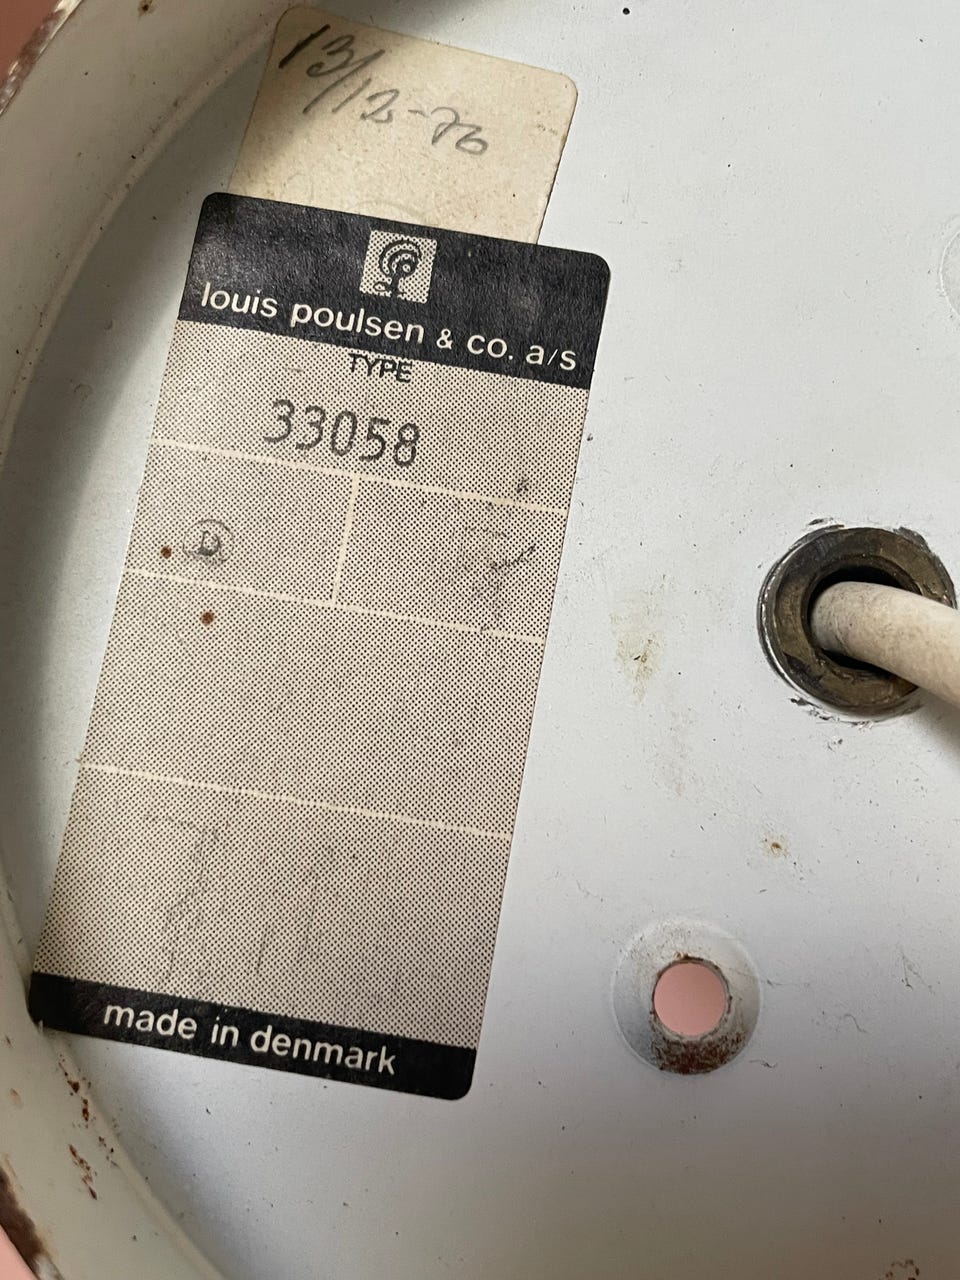 13/12-76
louis poulsen & co. a/s
TYPE
33058
D
made in denmark